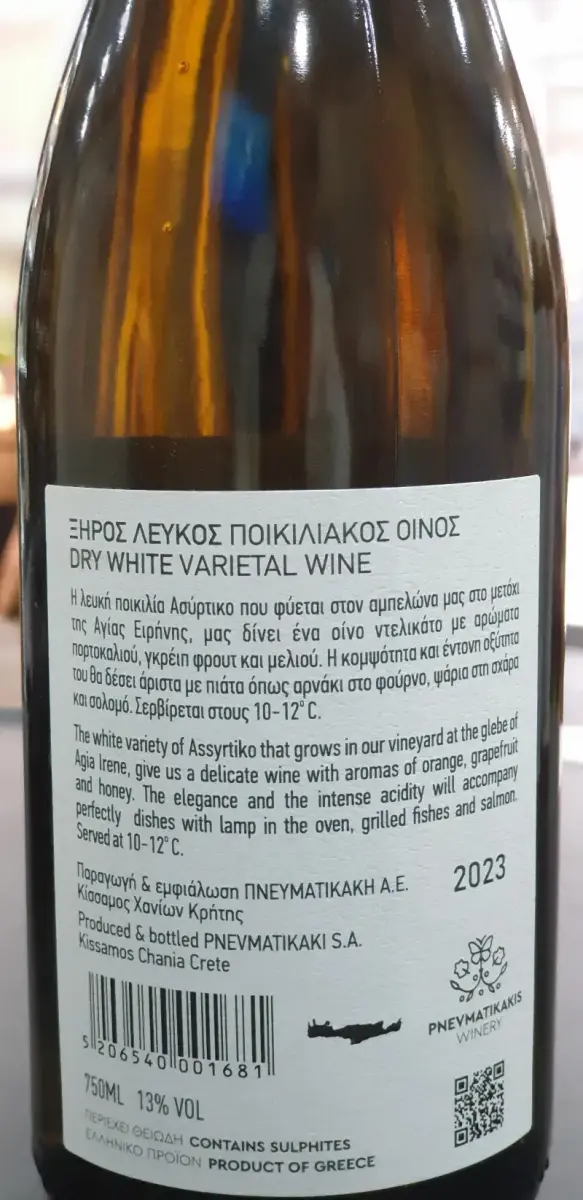 ΞΗΡΟΣ ΛΕΥΚΟΣ ΠΟΙΚΙΛΙΑΚΟΣ ΟΙΝΟΣ
DRY WHITE VARIETAL WINE
Η λευκή ποικιλία Ασύρτικο που φύεται στον αμπελώνα μας στο μετόχι
της Αγίας Ειρήνης, μας δίνει ένα οίνο ντελικάτο με αρώματα
πορτοκαλιού, γκρέιπ φρουτ και μελιού. Η κομψότητα και έντονη οξύτητα
του θα δέσει άριστα με πιάτα όπως αρνάκι στο φούρνο, ψάρια στη σχάρα
και σολομό. Σερβίρεται στους 10-12° C.
The white variety of Assyrtiko that grows in our vineyard at the glebe of
Agia Irene, give us a delicate wine with aromas of orange, grapefruit
and honey. The elegance and the intense acidity will accompany
perfectly dishes with lamp in the oven, grilled fishes and salmon.
Served at 10-12° C.
Παραγωγή & εμφιάλωση ΠΝΕΥΜΑΤΙΚΑΚΗ Α.Ε.
Κίσσαμος Χανίων Κρήτης
2023
Produced & bottled PNEVMATIKAKI S.A.
Kissamos Chania Crete
PNEVMATIKAKIS
WINERY
5 206540 001681
750ML 13% VOL
ΠΕΡΙΕΧΕΙ ΘΕΙΩΔΗ CONTAINS SULPHITES
ΕΛΛΗΝΙΚΟ ΠΡΟΪΟΝ PRODUCT OF GREECE